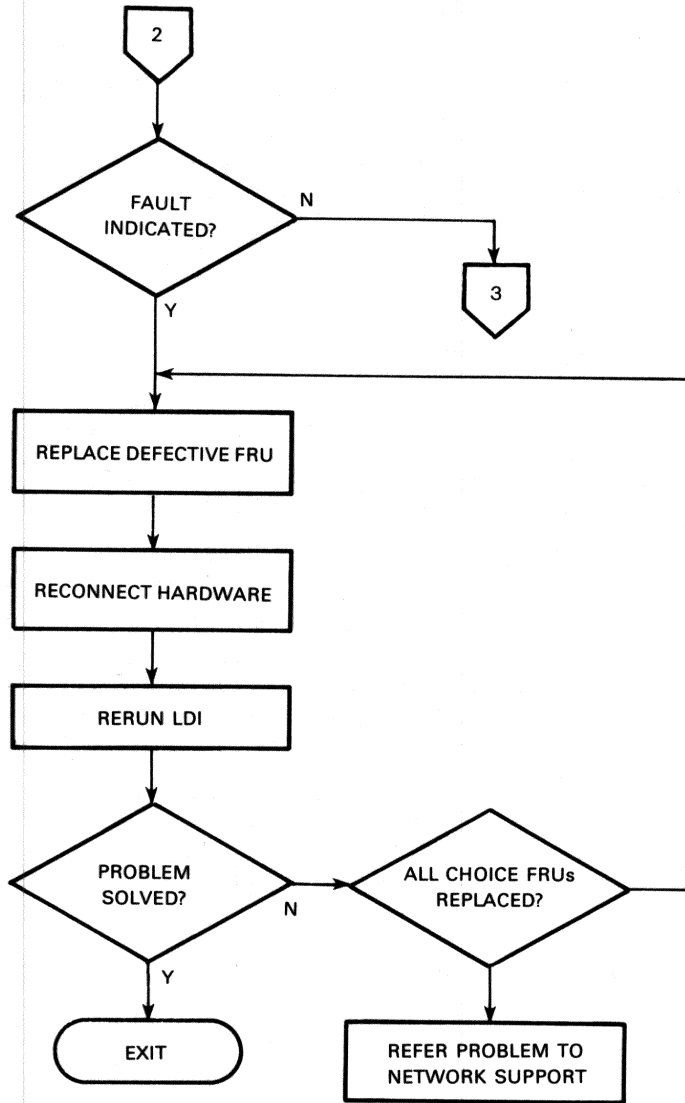 2
FAULT
INDICATED?
N
3
Y
REPLACE DEFECTIVE FRU
RECONNECT HARDWARE
RERUN LDI
PROBLEM
SOLVED?
N
ALL CHOICE FRUs
REPLACED?
Y
EXIT
REFER PROBLEM TO
NETWORK SUPPORT